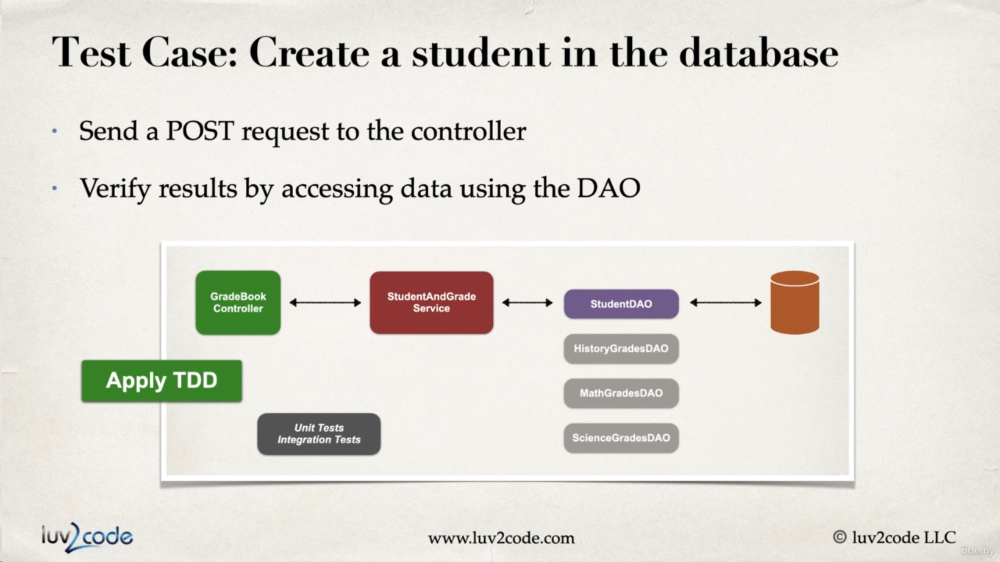 Test Case: Create a student in the database
• Send a POST request to the controller
• Verify results by accessing data using the DAO
GradeBook
Controller
StudentAndGrade
Service
StudentDAO
HistoryGradesDAO
MathGradesDAO
ScienceGradesDAO
Apply TDD
Unit Tests
Integration Tests
luv2code
www.luv2code.com
© luv2code LLC
ûdemy